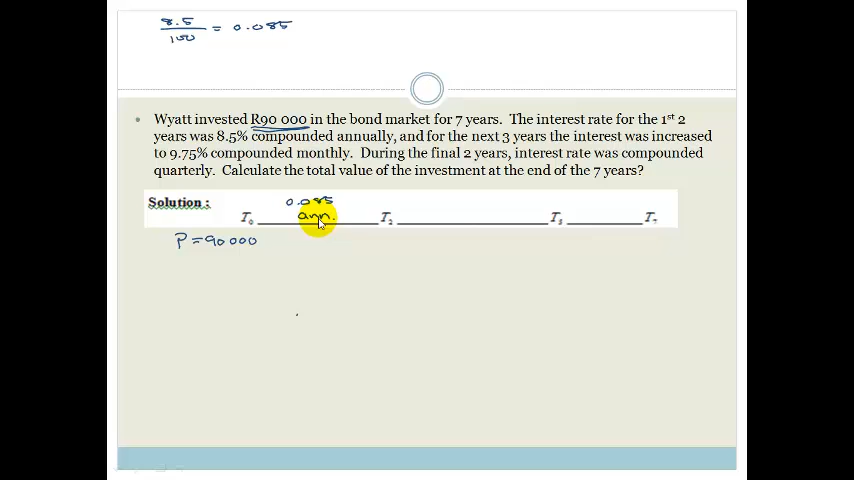 8.5/100 = 0.085
Wyatt invested R90 000 in the bond market for 7 years. The interest rate for the 1st 2
years was 8.5% compounded annually, and for the next 3 years the interest was increased
to 9.75% compounded monthly. During the final 2 years, interest rate was compounded
quarterly. Calculate the total value of the investment at the end of the 7 years?
Solution :
0.085
T₀ ann. T₂ T₅ T₇
P = 90 000